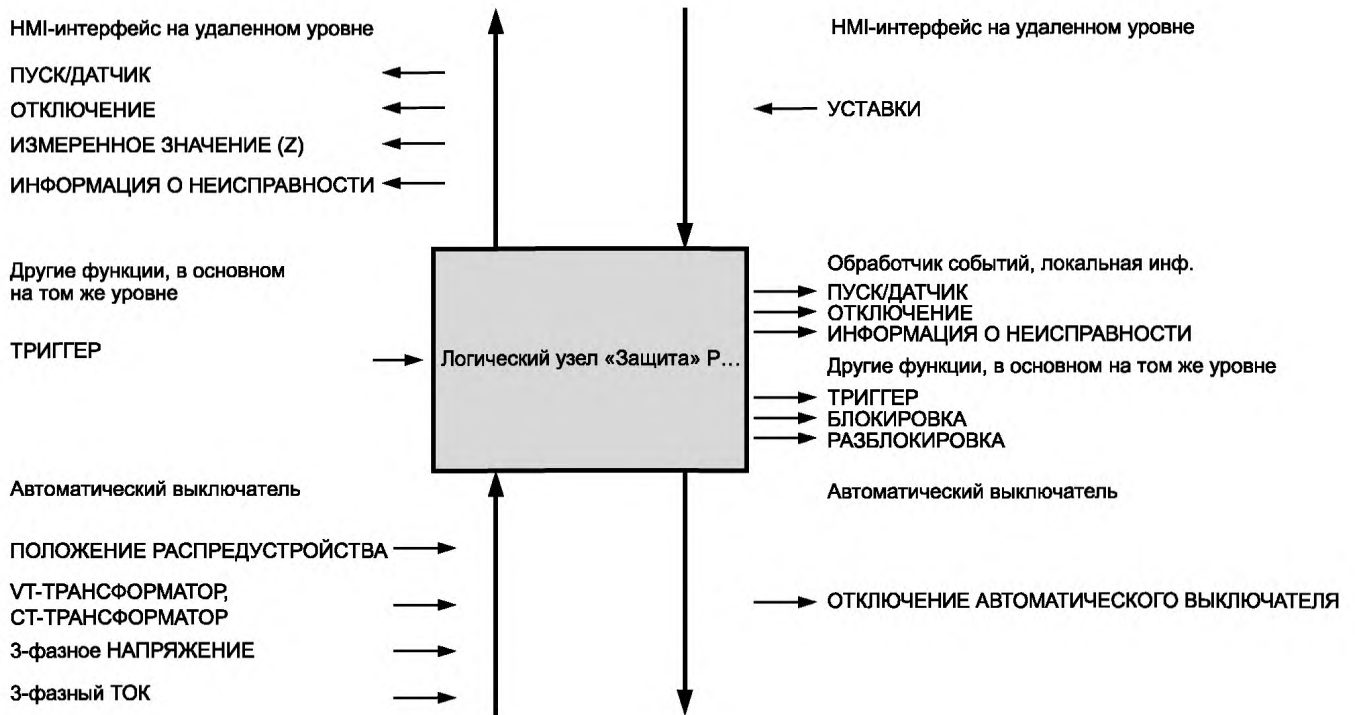 HMI-интерфейс на удаленном уровне
ПУСК/ДАТЧИК
ОТКЛЮЧЕНИЕ
ИЗМЕРЕННОЕ ЗНАЧЕНИЕ (Z)
ИНФОРМАЦИЯ О НЕИСПРАВНОСТИ
HMI-интерфейс на удаленном уровне
УСТАВКИ
Другие функции, в основном
на том же уровне
ТРИГГЕР
Логический узел «Защита» P...
Обработчик событий, локальная инф.
ПУСК/ДАТЧИК
ОТКЛЮЧЕНИЕ
ИНФОРМАЦИЯ О НЕИСПРАВНОСТИ
Другие функции, в основном на том же уровне
ТРИГГЕР
БЛОКИРОВКА
РАЗБЛОКИРОВКА
Автоматический выключатель
ПОЛОЖЕНИЕ РАСПРЕДУСТРОЙСТВА
VT-ТРАНСФОРМАТОР,
CT-ТРАНСФОРМАТОР
3-фазное НАПРЯЖЕНИЕ
3-фазный ТОК
Автоматический выключатель
ОТКЛЮЧЕНИЕ АВТОМАТИЧЕСКОГО ВЫКЛЮЧАТЕЛЯ